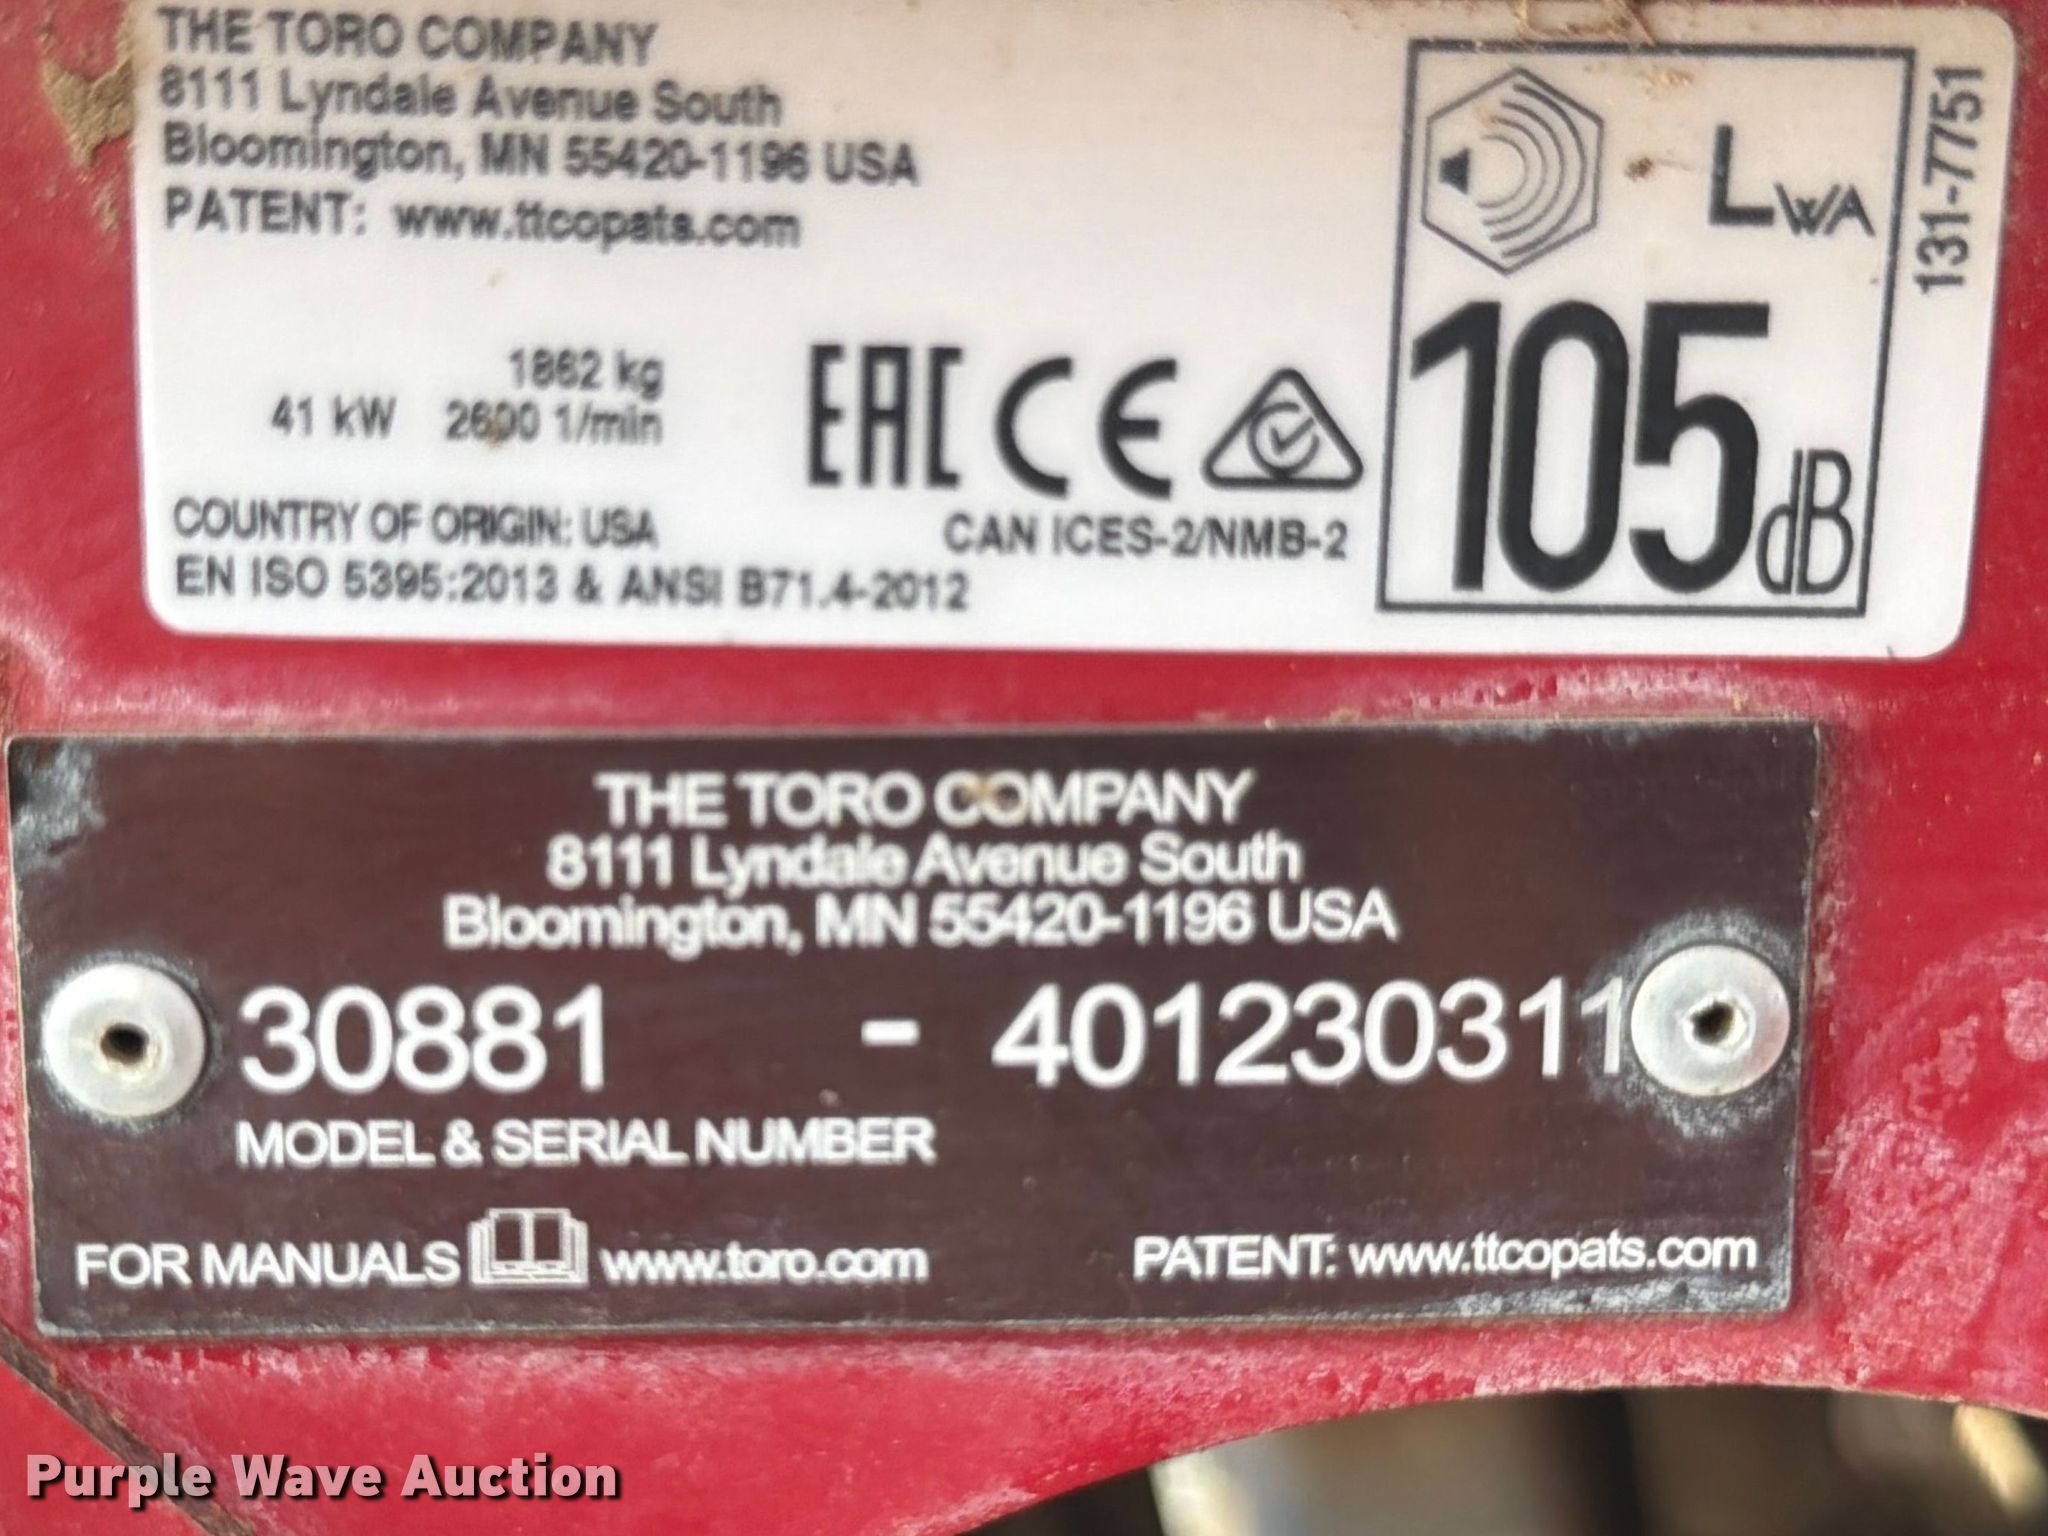 THE TORO COMPANY
8111 Lyndale Avenue South
Bloomington, MN 55420-1196 USA
PATENT: www.ttcopats.com
1862 kg
41 kW 2600 1/min
EAC CE
COUNTRY OF ORIGIN: USA
CAN ICES-2/NMB-2
EN ISO 5395:2013 & ANSI B71.4-2012
LWA
105 dB
131-7751
THE TORO COMPANY
8111 Lyndale Avenue South
Bloomington, MN 55420-1196 USA
30881 - 401230311
MODEL & SERIAL NUMBER
FOR MANUALS www.toro.com
PATENT: www.ttcopats.com
Purple Wave Auction